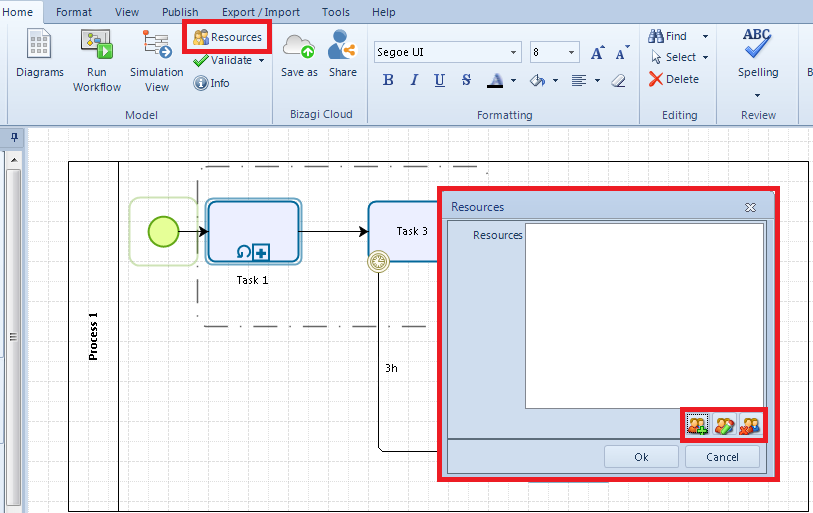 Home Format View Publish Export / Import Tools Help
Resources
Validate
Info
Diagrams
Run
Workflow
Simulation
View
Model
Save as
Share
Bizagi Cloud
Segoe UI
8
B I U S A
Formatting
Find
Select
Delete
Editing
ABC
Spelling
Review
Process 1
Task 1
Task 3
3h
Resources
Resources
Ok
Cancel